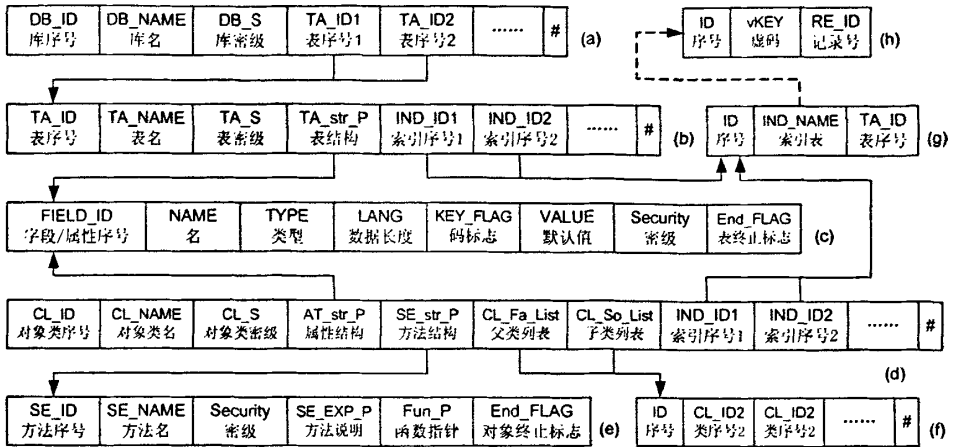 DB_ID DB_NAME DB_S TA_ID1 TA_ID2 …… #
库序号 库名 库密级 表序号1 表序号2
(a)
ID vKEY RE_ID
序号 虚码 记录号
(h)
TA_ID TA_NAME TA_S TA_str_P IND_ID1 IND_ID2 …… #
表序号 表名 表密级 表结构 索引序号1 索引序号2
(b)
ID IND_NAME TA_ID
序号 索引表 表序号
(g)
FIELD_ID NAME TYPE LANG KEY_FLAG VALUE Security End_FLAG
字段/属性序号 名 类型 数据长度 码标志 默认值 密级 表终止标志
(c)
CL_ID CL_NAME CL_S AT_str_P SE_str_P CL_Fa_List CL_So_List IND_ID1 IND_ID2 …… #
对象类序号 对象类名 对象类密级 属性结构 方法结构 父类列表 子类列表 索引序号1 索引序号2
(d)
SE_ID SE_NAME Security SE_EXP_P Fun_P End_FLAG
方法序号 方法名 密级 方法说明 函数指针 对象终止标志
(e)
ID CL_ID2 CL_ID2 …… #
序号 类序号2 类序号2
(f)